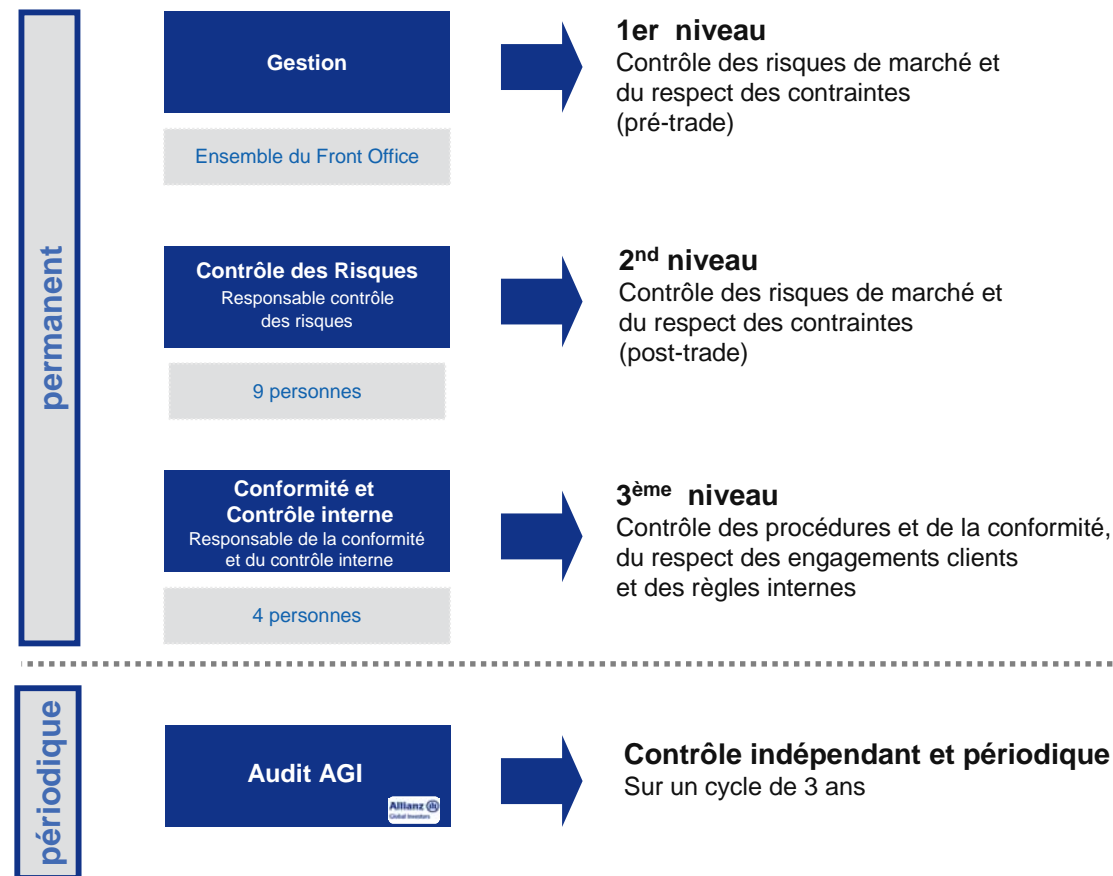 permanent
Gestion
Ensemble du Front Office
1er niveau
Contrôle des risques de marché et
du respect des contraintes
(pré-trade)
Contrôle des Risques
Responsable contrôle
des risques
9 personnes
2nd niveau
Contrôle des risques de marché et
du respect des contraintes
(post-trade)
Conformité et
Contrôle interne
Responsable de la conformité
et du contrôle interne
4 personnes
3ème niveau
Contrôle des procédures et de la conformité,
du respect des engagements clients
et des règles internes
périodique
Audit AGI
Allianz
Global Investors
Contrôle indépendant et périodique
Sur un cycle de 3 ans